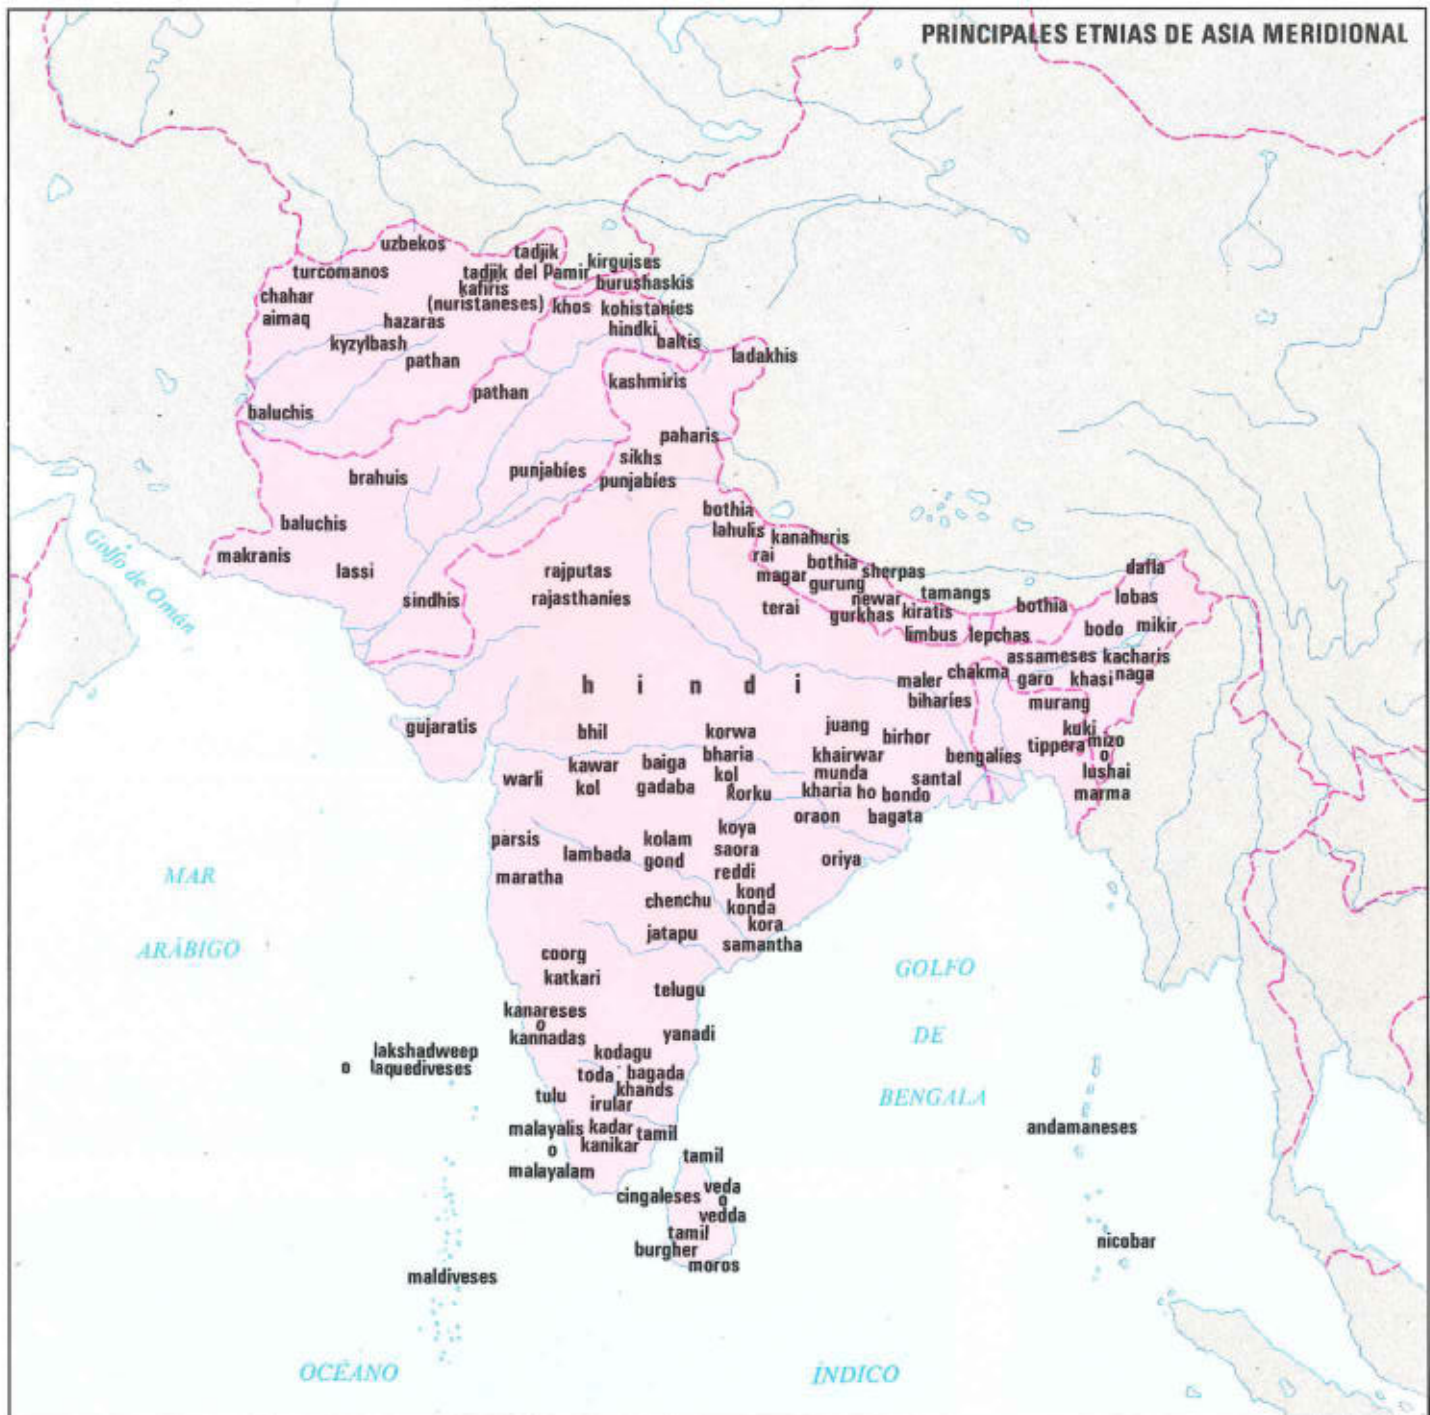 PRINCIPALES ETNIAS DE ASIA MERIDIONAL
uzbekos
tadjik
turcomanos
tadjik del Pamir
kirguises
kafiris
burushaskis
chahar
(nuristaneses)
khos
kohistaníes
aimaq
hazaras
hindki
kyzylbash
baltis
pathan
ladakhis
kashmiris
pathan
baluchis
paharis
sikhs
brahuis
punjabíes
punjabíes
bothia
baluchis
lahulis
kanahuris
makranis
rai
bothia
sherpas
dafla
lassi
rajputas
magar
gurung
tamangs
lobas
sindhis
rajasthaníes
terai
newar
bothia
gurkhas
kiratis
limbus
lepchas
bodo
mikir
assameses
kacharis
chakma
garo
khasi
naga
hindi
maler
biharíes
murang
gujaratis
bhil
korwa
juang
birhor
kuki
tippera
mizo
kawar
baiga
bharia
khairwar
bengalíes
o
warli
kol
gadaba
kol
munda
santal
lushai
korku
kharia
ho
bondo
marma
oraon
bagata
koya
parsis
lambada
kolam
saora
gond
oriya
maratha
reddi
chenchu
kond
konda
kora
jatapu
samantha
coorg
MAR
ARÁBIGO
GOLFO
DE
BENGALA
katkari
telugu
kanareses
o
kannadas
yanadi
lakshadweep
o laquediveses
kodagu
toda
bagada
khands
tulu
irular
malayalis
kadar
tamil
o
kanikar
malayalam
tamil
andamaneses
cingaleses
veda
o
vedda
tamil
burgher
moros
nicobar
maldiveses
OCÉANO
ÍNDICO
Golfo de Omán